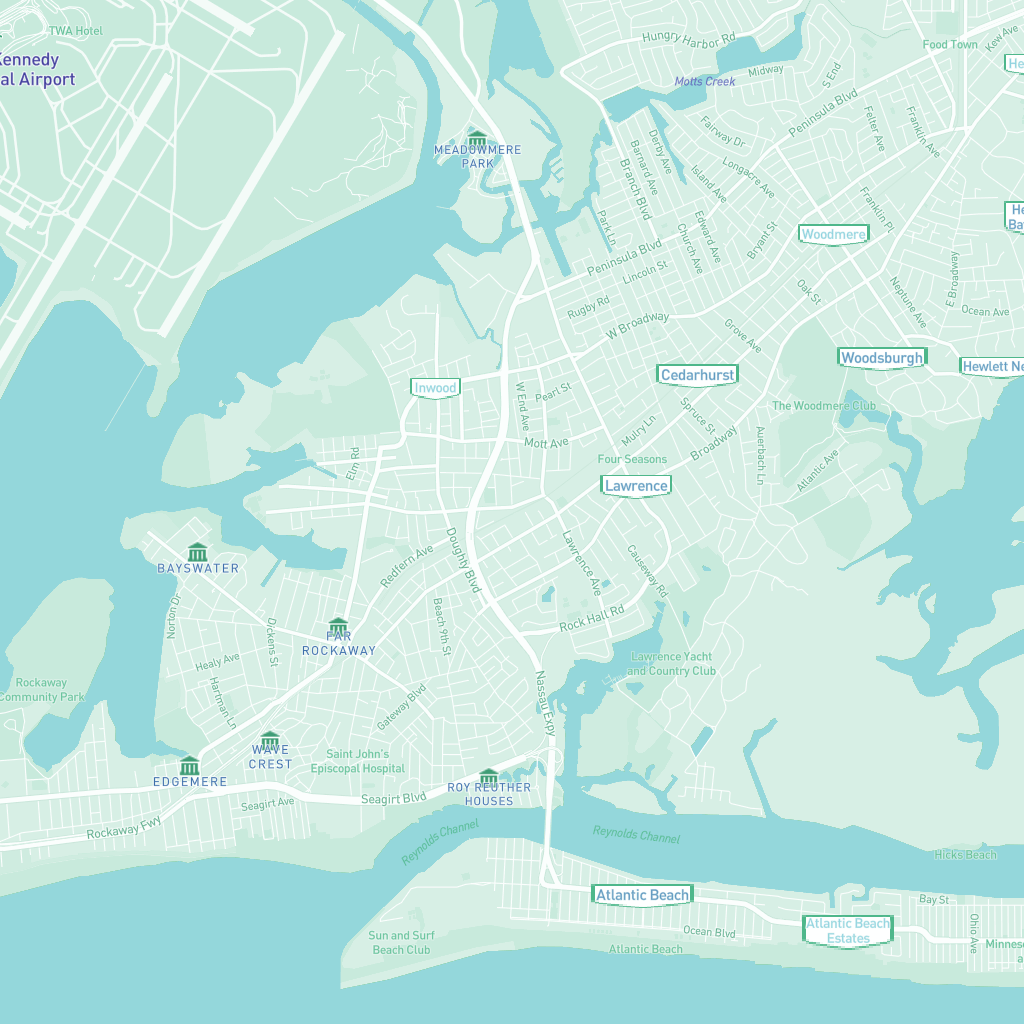 TWA Hotel
Kennedy
al Airport
Hungry Harbor Rd
Food Town
Kew Ave
He
Midway
S End
Motts Creek
Peninsula Blvd
MEADOWMERE
PARK
Fairway Dr
Derby Ave
Barnard Ave
Branch Blvd
Longacre Ave
Island Ave
Felter Ave
Franklin Ave
Franklin Pl
Park Ln
Edward Ave
Church Ave
Bryant St
Woodmere
He
Bay
Peninsula Blvd
Lincoln St
Rugby Rd
W Broadway
Oak St
Neptune Ave
E Broadway
Ocean Ave
Grove Ave
Woodsburgh
Hewlett Ne
Cedarhurst
Inwood
W End Ave
Pearl St
The Woodmere Club
Spruce St
Mulry Ln
Broadway
Mott Ave
Auerbach Ln
Atlantic Ave
Elm Rd
Four Seasons
Lawrence
BAYSWATER
Redfern Ave
Doughty Blvd
Lawrence Ave
Causeway Rd
Norton Dr
Dickens St
Beach 9th St
Rock Hall Rd
FAR
ROCKAWAY
Healy Ave
Hartman Ln
Lawrence Yacht
and Country Club
Rockaway
Community Park
Gateway Blvd
Nassau Expy
WAVE
CREST
Saint John's
Episcopal Hospital
EDGEMERE
ROY REUTHER
HOUSES
Seagirt Ave
Seagirt Blvd
Rockaway Fwy
Reynolds Channel
Reynolds Channel
Hicks Beach
Atlantic Beach
Bay St
Atlantic Beach
Estates
Ohio Ave
Sun and Surf
Beach Club
Ocean Blvd
Atlantic Beach
Minnes
a